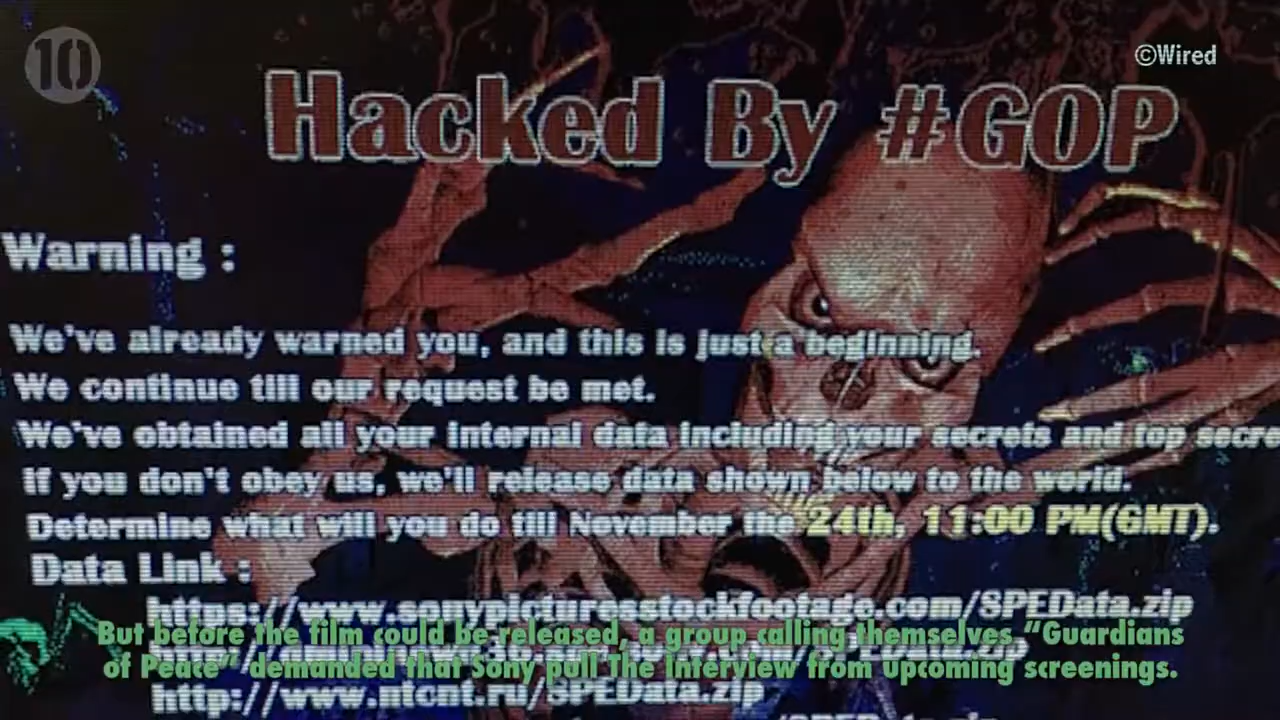 10
©Wired
Hacked By #GOP
Warning :
We've already warned you, and this is just a beginning.
We continue till our request be met.
We've obtained all your internal data including your secrets and top secre
If you don't obey us, we'll release data shown below to the world.
Determine what will you do till November the 24th, 11:00 PM(GMT).
Data Link :
https://www.sonypicturesstockfootage.com/SPEData.zip
But before the film could be released, a group calling themselves "Guardians
of Peace" demanded that Sony pull The Interview from upcoming screenings.
http://www.ntcnt.ru/SPEData.zip